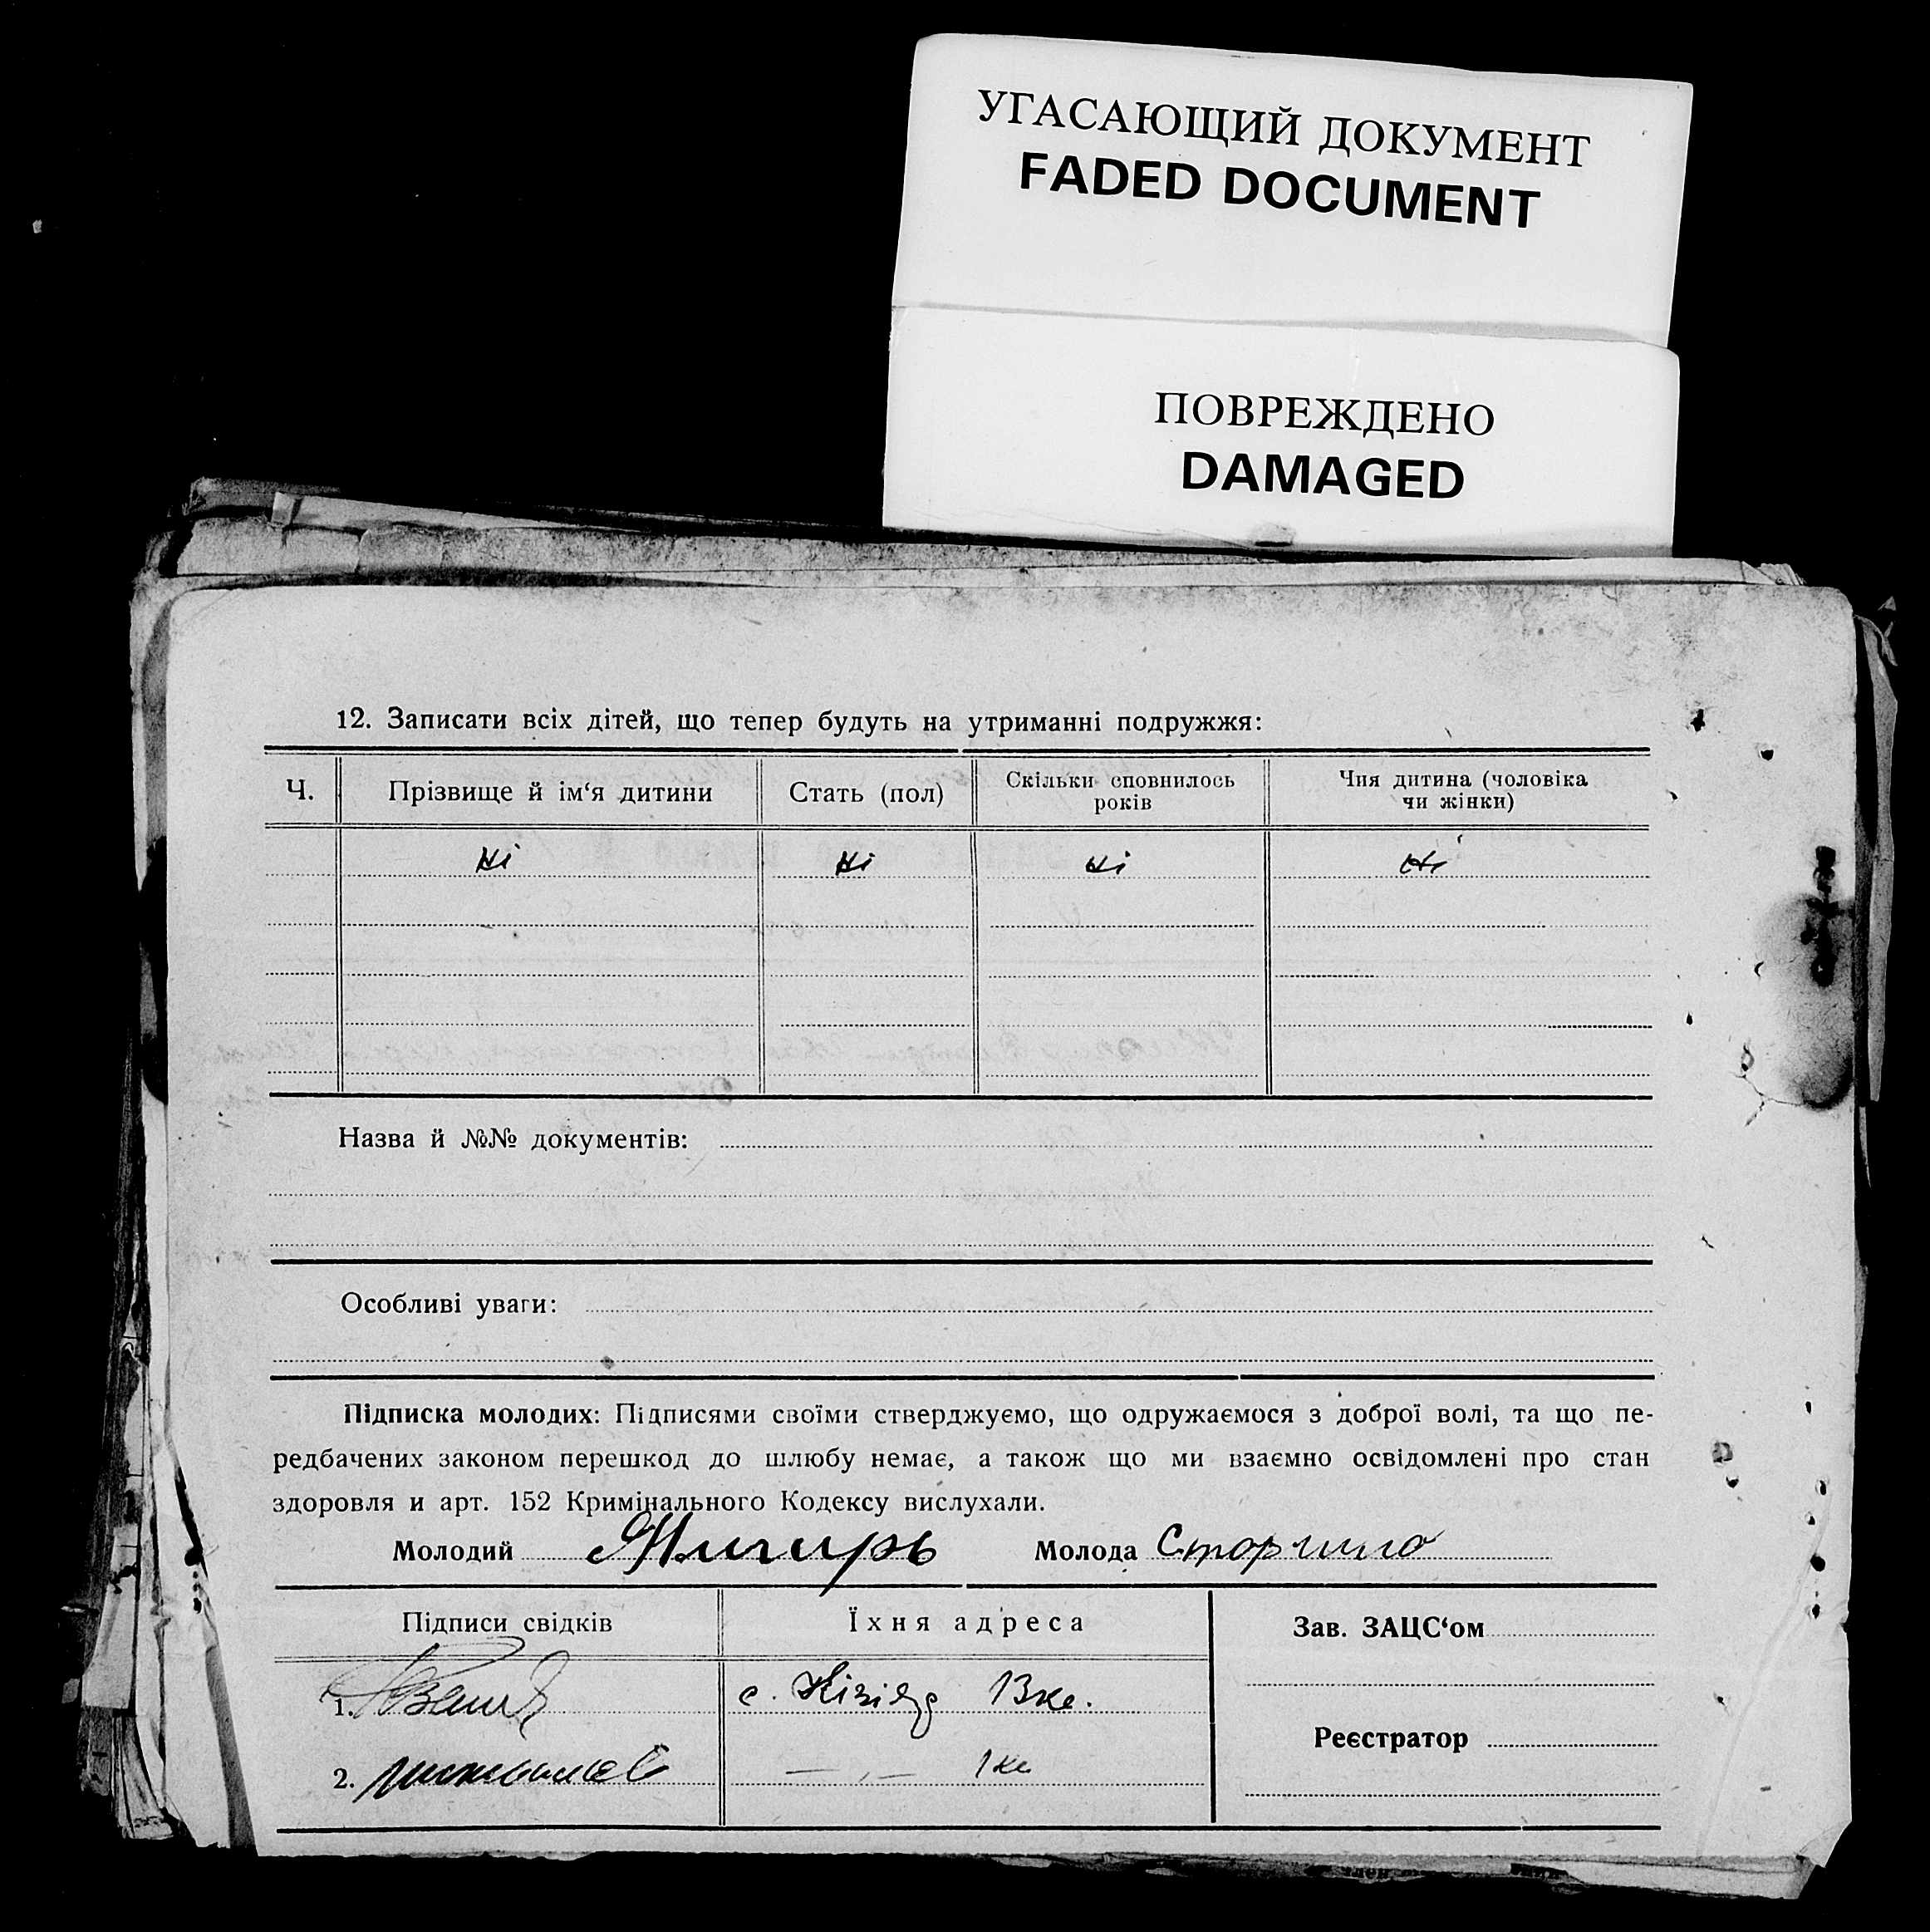 УГАСАЮЩИЙ ДОКУМЕНТ
FADED DOCUMENT
ПОВРЕЖДЕНО
DAMAGED
12. Записати всіх дітей, що тепер будуть на утриманні подружжя:
Ч. Прізвище й ім‘я дитини Стать (пол) Скільки сповнилось років Чия дитина (чоловіка чи жінки)
Ні Ні Ні Ні
Назва й №№ документів:
Особливі уваги:
Підписка молодих: Підписями своїми стверджуємо, що одружаємося з доброї волі, та що пе-
редбачених законом перешкод до шлюбу немає, а також що ми взаємно освідомлені про стан
здоровля и арт. 152 Кримінального Кодексу вислухали.
Молодий Молода
Підписи свідків Їхня адреса Зав. ЗАЦС‘ом
1. с.
Реєстратор
2.